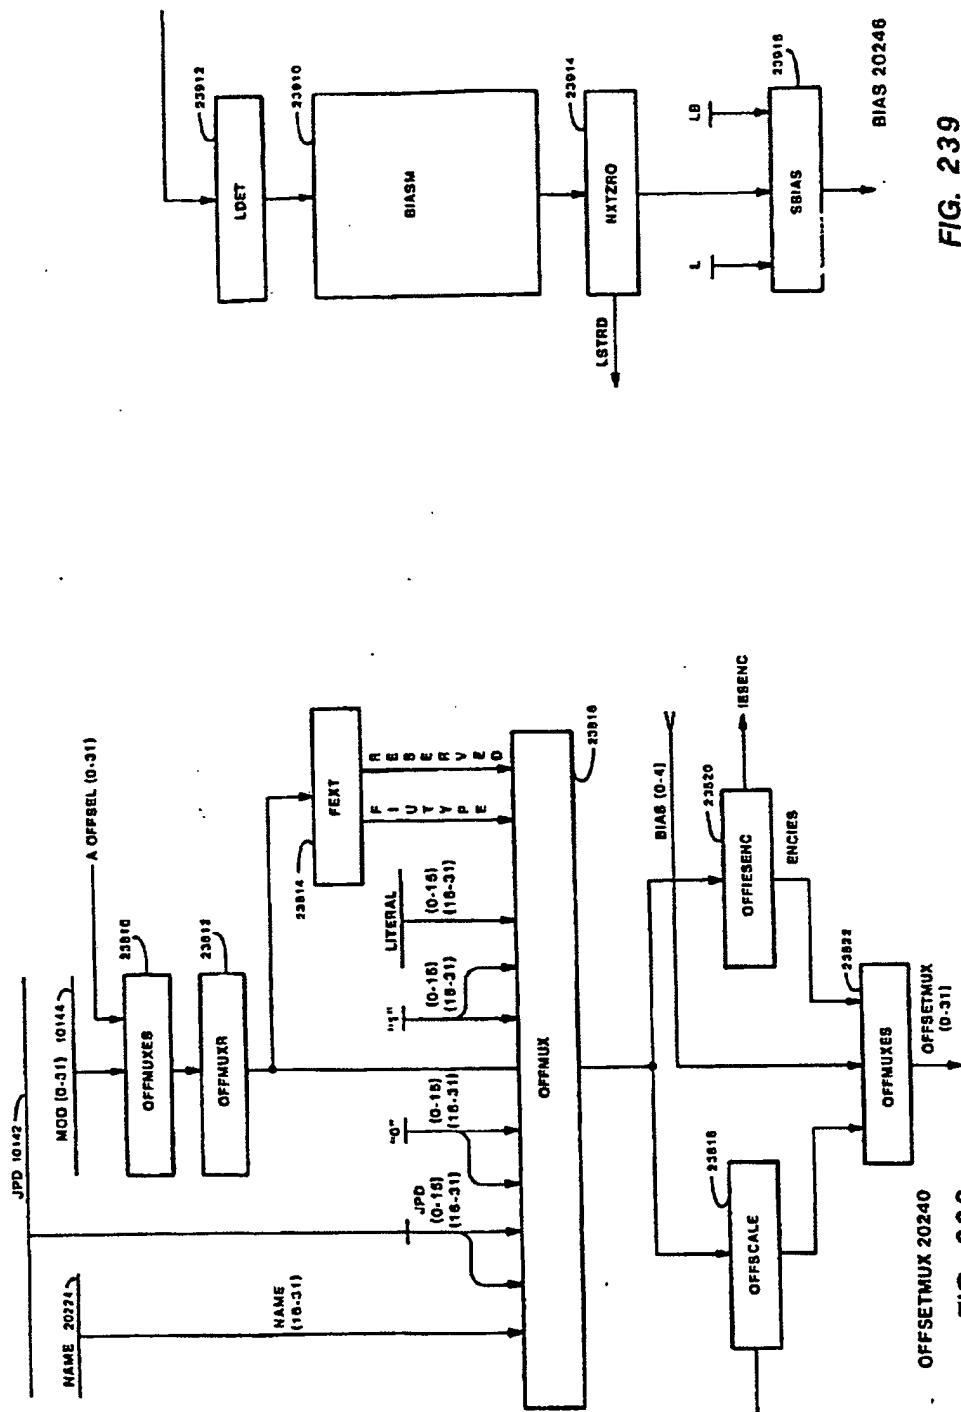 JPD 10142
MOD (0-31) 10144
A OFFSEL (0-31)
NAME 20224
23810
OFFMUXES
23812
OFFMUXR
23814
FEXT
FIUTYPE
RESERVED
NAME
(16-31)
JPD
(0-15)
(16-31)
"0"
(0-15)
(16-31)
"1"
(0-15)
(16-31)
LITERAL
(0-15)
(16-31)
OFFMUX
23816
BIAS (0-4)
23818
OFFSCALE
23820
OFFIESENC
IESENC
ENCIES
23822
OFFMUXES
OFFSETMUX
(0-31)
OFFSETMUX 20240
23912
LDET
23910
BIASM
23914
NXTZRO
LSTRD
L
LB
23916
SBIAS
BIAS 20246
FIG. 239